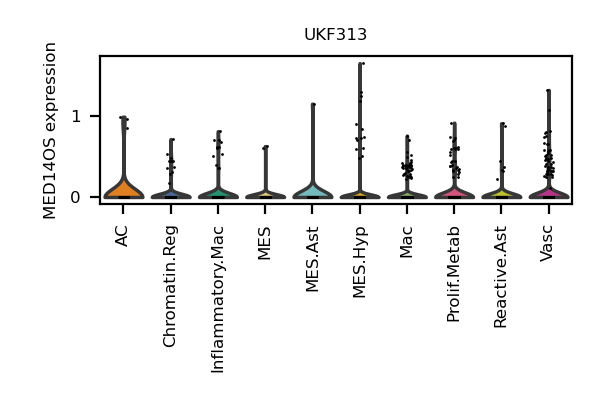 UKF313
MED14OS expression
1
0
AC
Chromatin.Reg
Inflammatory.Mac
MES
MES.Ast
MES.Hyp
Mac
Prolif.Metab
Reactive.Ast
Vasc